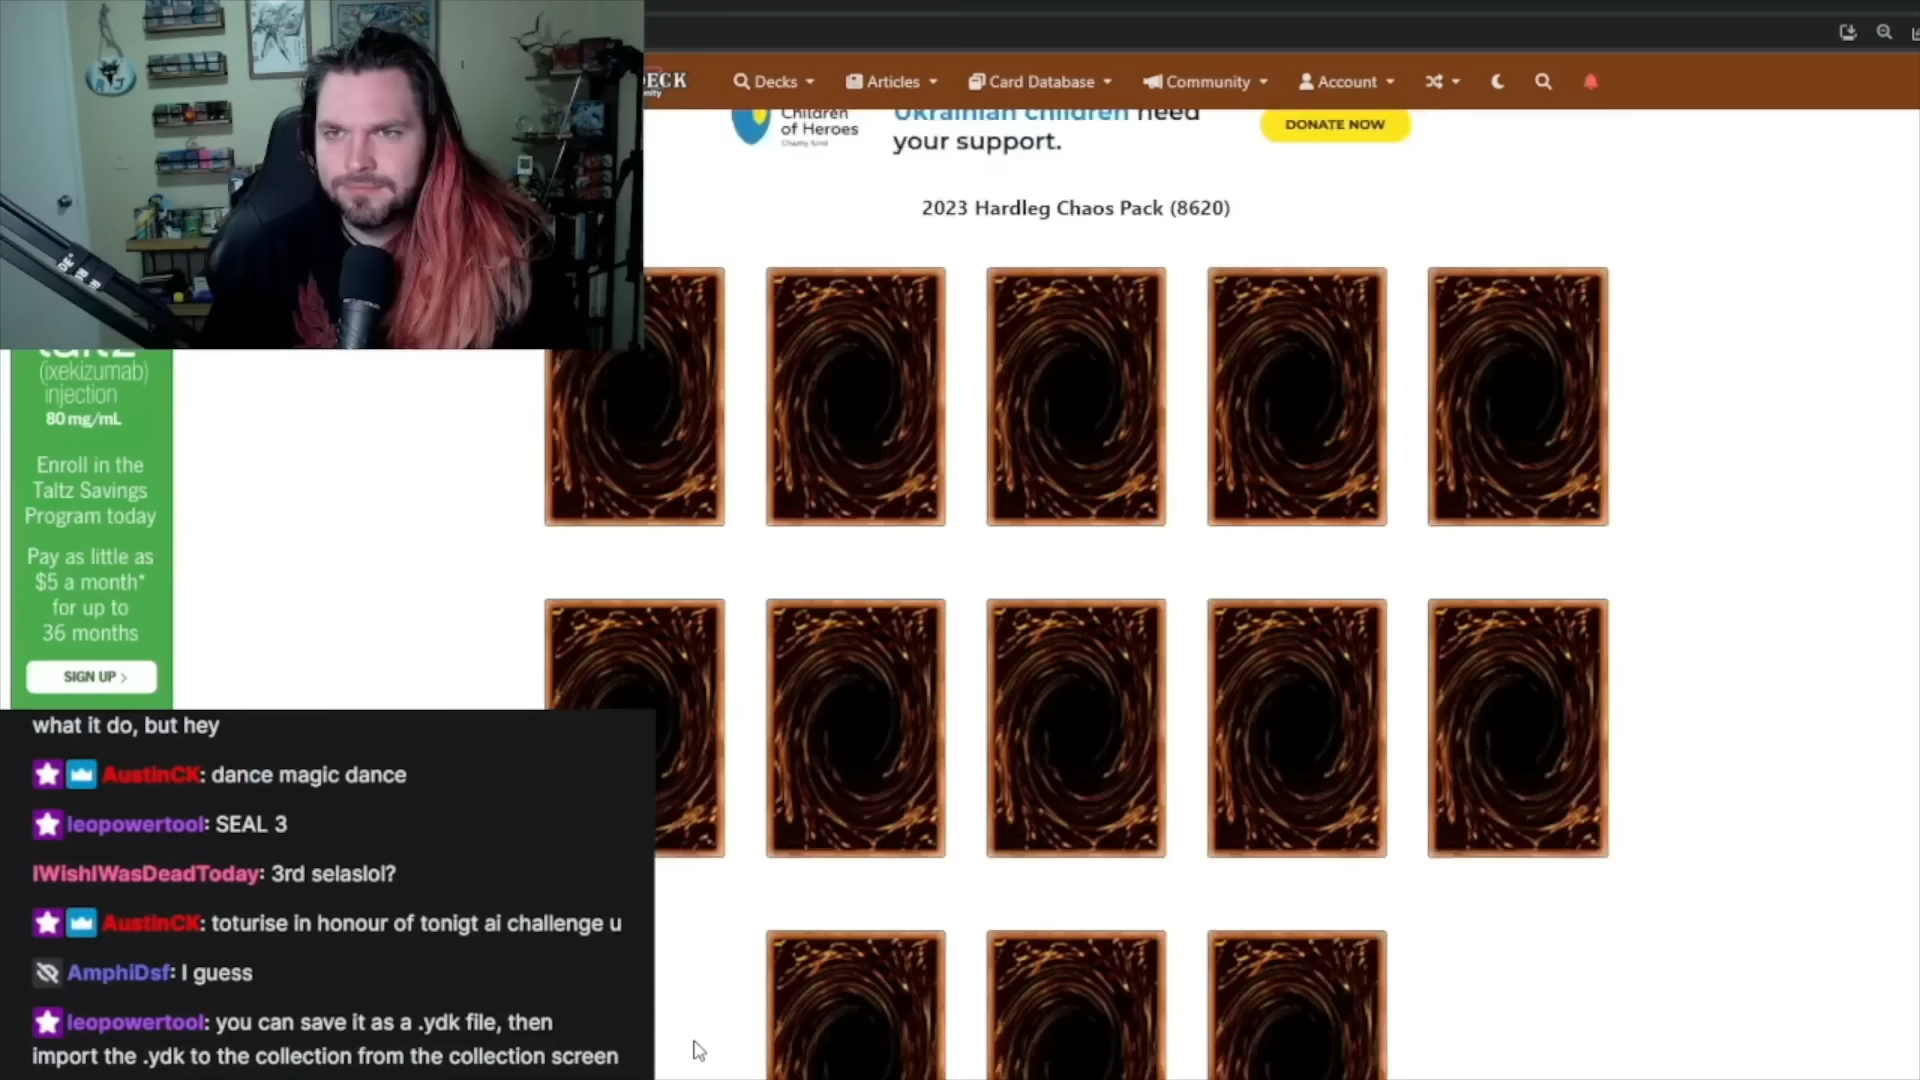 DECK
Decks
Articles
Card Database
Community
Account
Children
of Heroes
Charity fund
Ukrainian children need
your support.
DONATE NOW
2023 Hardleg Chaos Pack (8620)
taltz
(ixekizumab)
injection
80 mg/mL
Enroll in the
Taltz Savings
Program today
Pay as little as
$5 a month*
for up to
36 months
SIGN UP >
what it do, but hey
AustinCK: dance magic dance
leopowertool: SEAL 3
IWishIWasDeadToday: 3rd selaslol?
AustinCK: toturise in honour of tonigt ai challenge u
AmphiDsf: I guess
leopowertool: you can save it as a .ydk file, then
import the .ydk to the collection from the collection screen